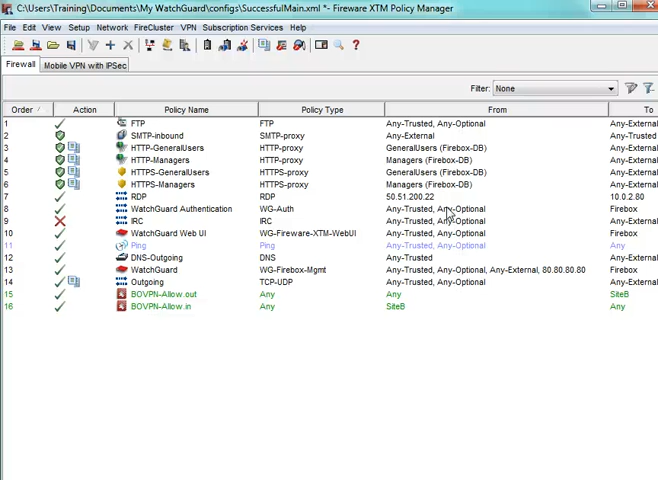 C:\Users\Training\Documents\My WatchGuard\configs\SuccessfulMain.xml *- Fireware XTM Policy Manager
File Edit View Setup Network FireCluster VPN Subscription Services Help
Firewall Mobile VPN with IPSec
Filter: None
Order / Action Policy Name Policy Type From To
1 FTP FTP Any-Trusted, Any-Optional Any-External
2 SMTP-inbound SMTP-proxy Any-External Any-Trusted
3 HTTP-GeneralUsers HTTP-proxy GeneralUsers (Firebox-DB) Any-External
4 HTTP-Managers HTTP-proxy Managers (Firebox-DB) Any-External
5 HTTPS-GeneralUsers HTTPS-proxy GeneralUsers (Firebox-DB) Any-External
6 HTTPS-Managers HTTPS-proxy Managers (Firebox-DB) Any-External
7 RDP RDP 50.51.200.22 10.0.2.80
8 WatchGuard Authentication WG-Auth Any-Trusted, Any-Optional Firebox
9 IRC IRC Any-Trusted, Any-Optional Any-External
10 WatchGuard Web UI WG-Fireware-XTM-WebUI Any-Trusted, Any-Optional Firebox
11 Ping Ping Any-Trusted, Any-Optional Any
12 DNS-Outgoing DNS Any-Trusted Any-External
13 WatchGuard WG-Firebox-Mgmt Any-Trusted, Any-Optional, Any-External, 80.80.80.80 Firebox
14 Outgoing TCP-UDP Any-Trusted, Any-Optional Any-External
15 BOVPN-Allow.out Any Any SiteB
16 BOVPN-Allow.in Any SiteB Any